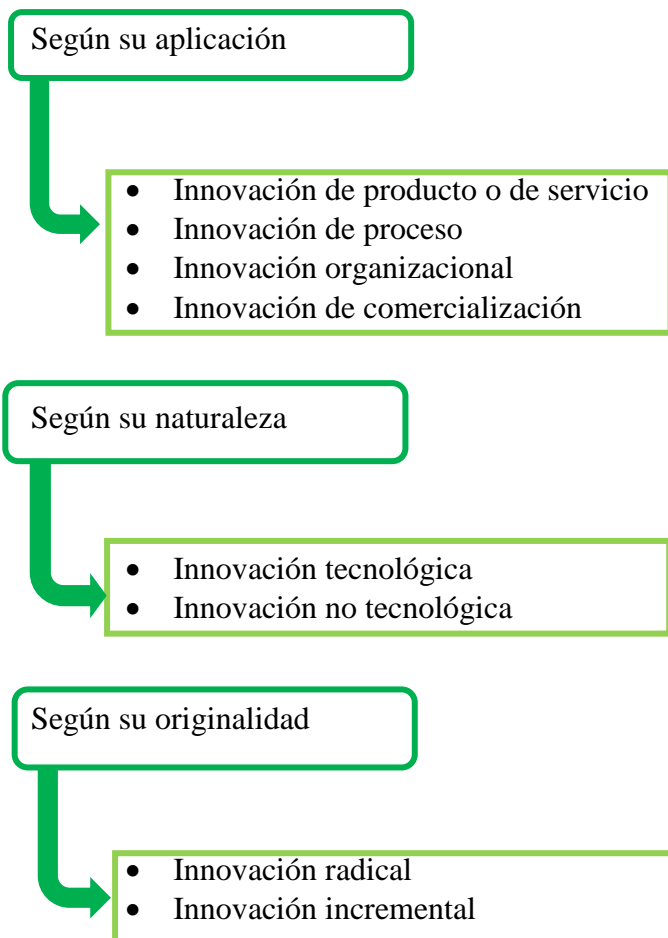 Según su aplicación
• Innovación de producto o de servicio
• Innovación de proceso
• Innovación organizacional
• Innovación de comercialización
Según su naturaleza
• Innovación tecnológica
• Innovación no tecnológica
Según su originalidad
• Innovación radical
• Innovación incremental